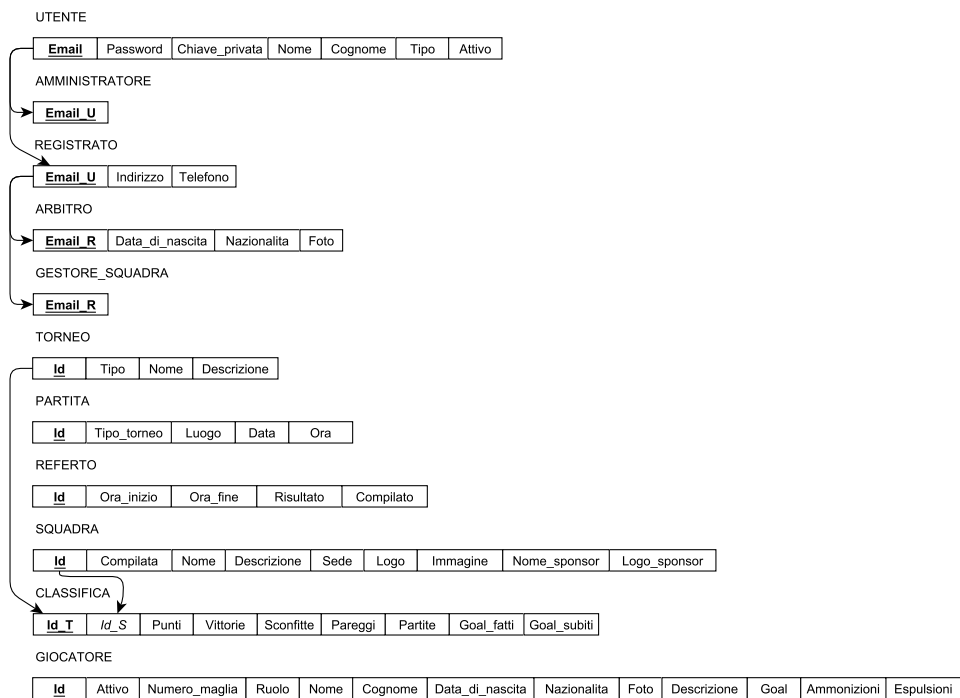 UTENTE
Email Password Chiave_privata Nome Cognome Tipo Attivo
AMMINISTRATORE
Email_U
REGISTRATO
Email_U Indirizzo Telefono
ARBITRO
Email_R Data_di_nascita Nazionalita Foto
GESTORE_SQUADRA
Email_R
TORNEO
Id Tipo Nome Descrizione
PARTITA
Id Tipo_torneo Luogo Data Ora
REFERTO
Id Ora_inizio Ora_fine Risultato Compilato
SQUADRA
Id Compilata Nome Descrizione Sede Logo Immagine Nome_sponsor Logo_sponsor
CLASSIFICA
Id_T Id_S Punti Vittorie Sconfitte Pareggi Partite Goal_fatti Goal_subiti
GIOCATORE
Id Attivo Numero_maglia Ruolo Nome Cognome Data_di_nascita Nazionalita Foto Descrizione Goal Ammonizioni Espulsioni